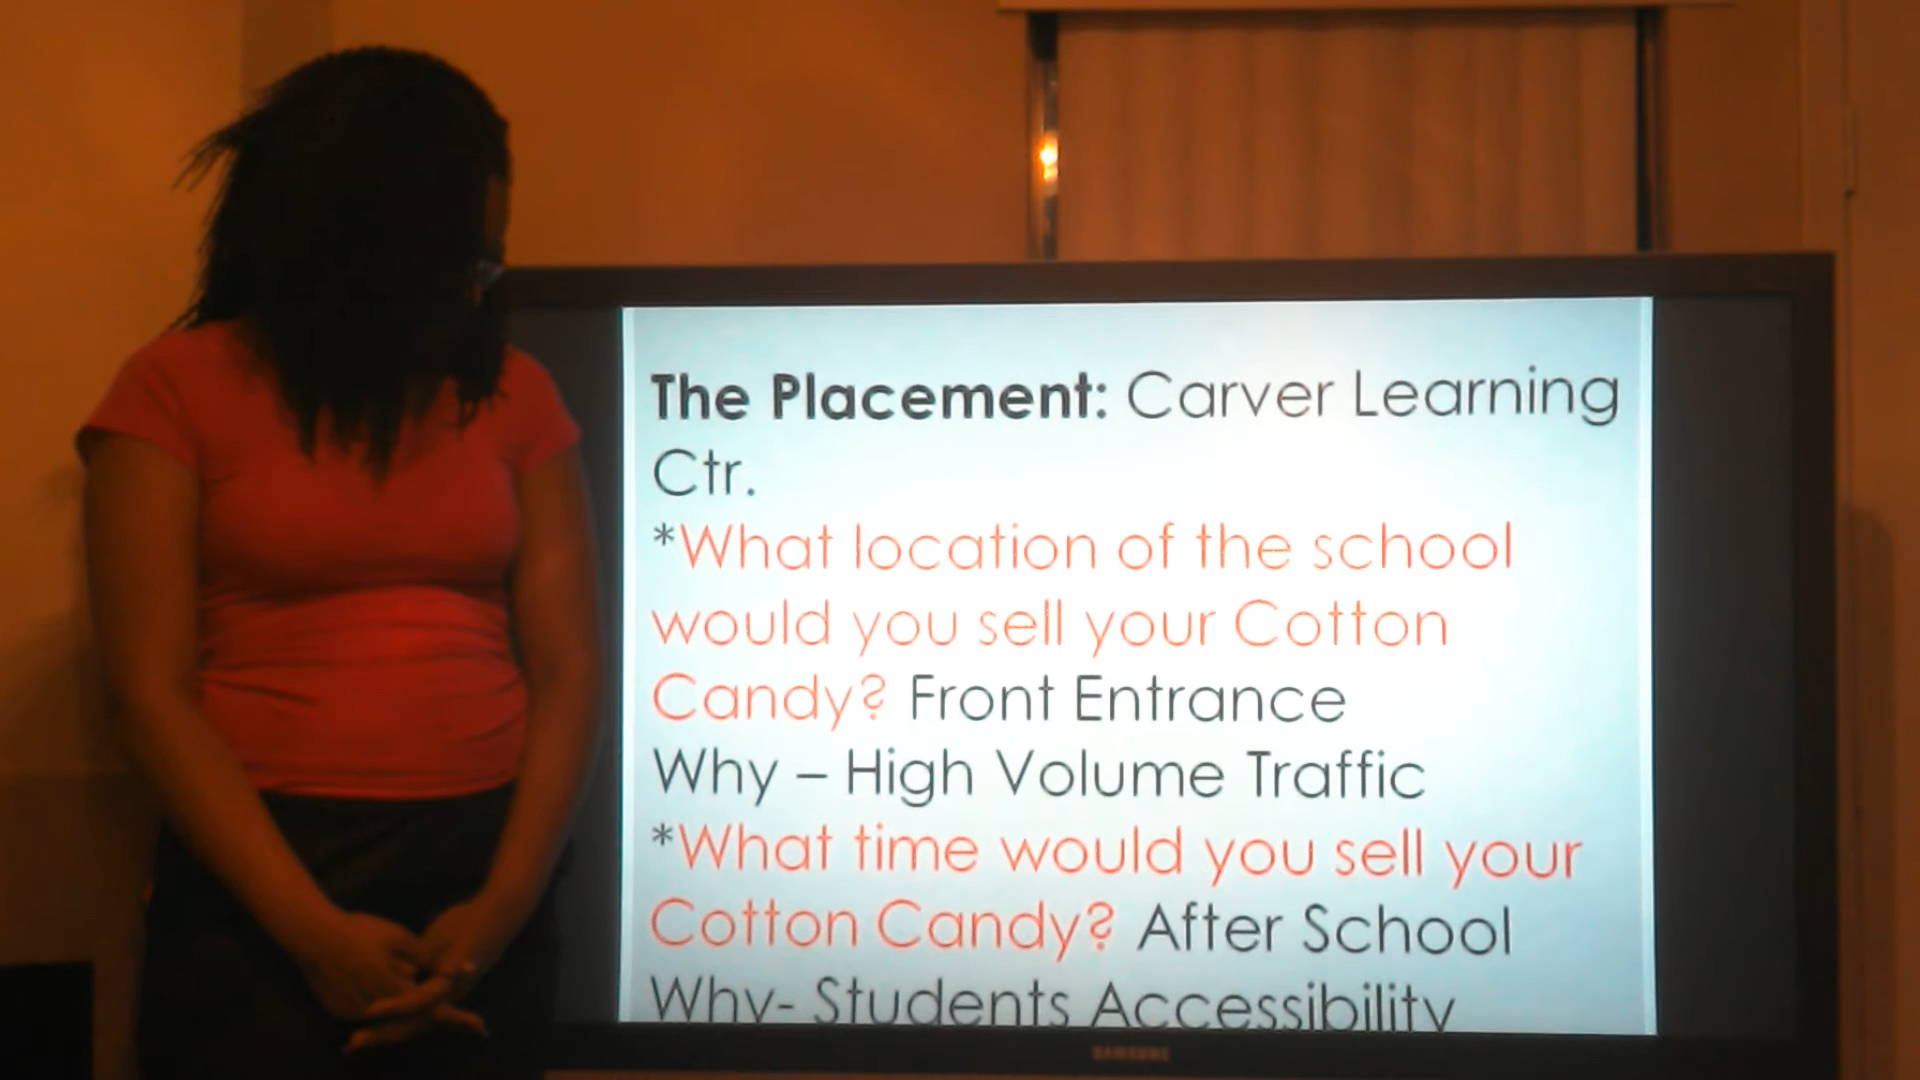 The Placement: Carver Learning
Ctr.
*What location of the school
would you sell your Cotton
Candy? Front Entrance
Why – High Volume Traffic
*What time would you sell your
Cotton Candy? After School
Why- Students Accessibility
SAMSUNG